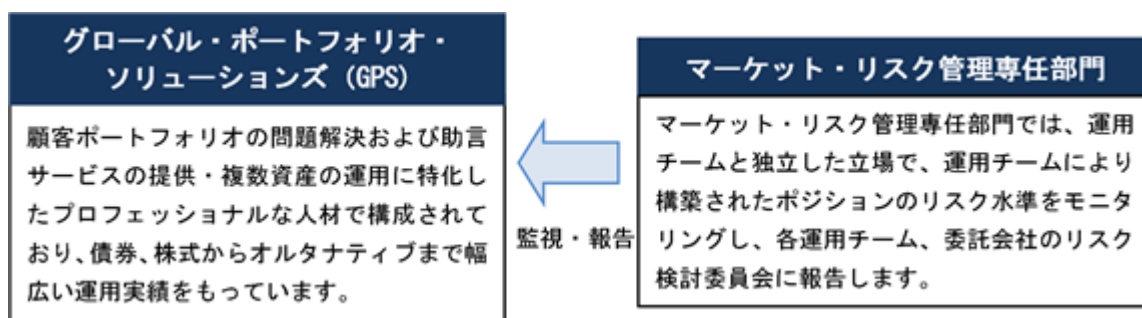 グローバル・ポートフォリオ・
ソリューションズ (GPS)
顧客ポートフォリオの問題解決および助言
サービスの提供・複数資産の運用に特化し
たプロフェッショナルな人材で構成されて
おり、債券、株式からオルタナティブまで幅
広い運用実績をもっています。
監視・報告
マーケット・リスク管理専任部門
マーケット・リスク管理専任部門では、運用
チームと独立した立場で、運用チームにより
構築されたポジションのリスク水準をモニタ
リングし、各運用チーム、委託会社のリスク
検討委員会に報告します。